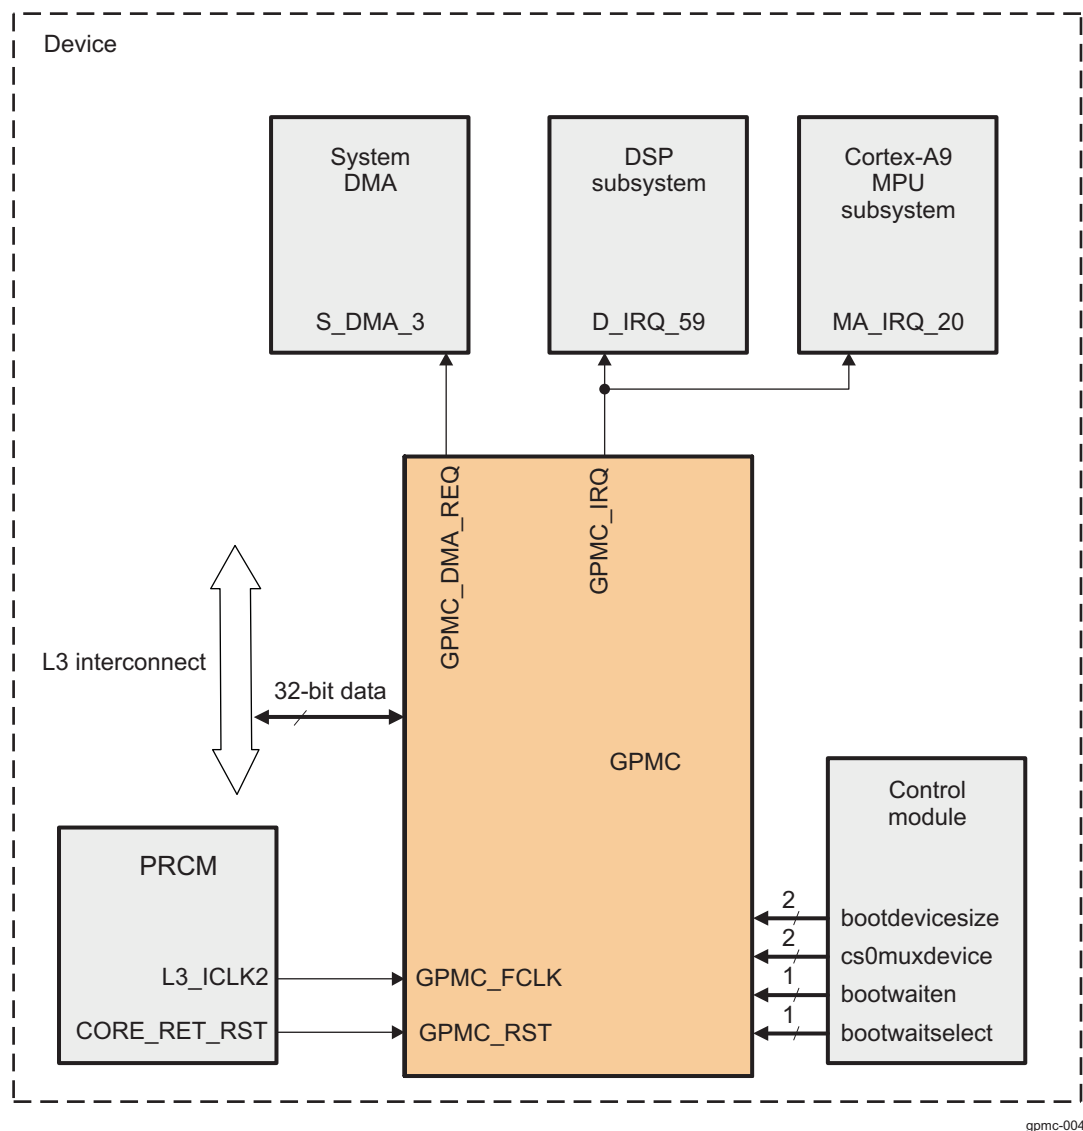 Device
System
DMA
S_DMA_3
DSP
subsystem
D_IRQ_59
Cortex-A9
MPU
subsystem
MA_IRQ_20
GPMC_DMA_REQ
GPMC_IRQ
L3 interconnect
32-bit data
GPMC
PRCM
L3_ICLK2
CORE_RET_RST
GPMC_FCLK
GPMC_RST
Control
module
2
bootdevicesize
2
cs0muxdevice
1
bootwaiten
1
bootwaitselect
gpmc-004